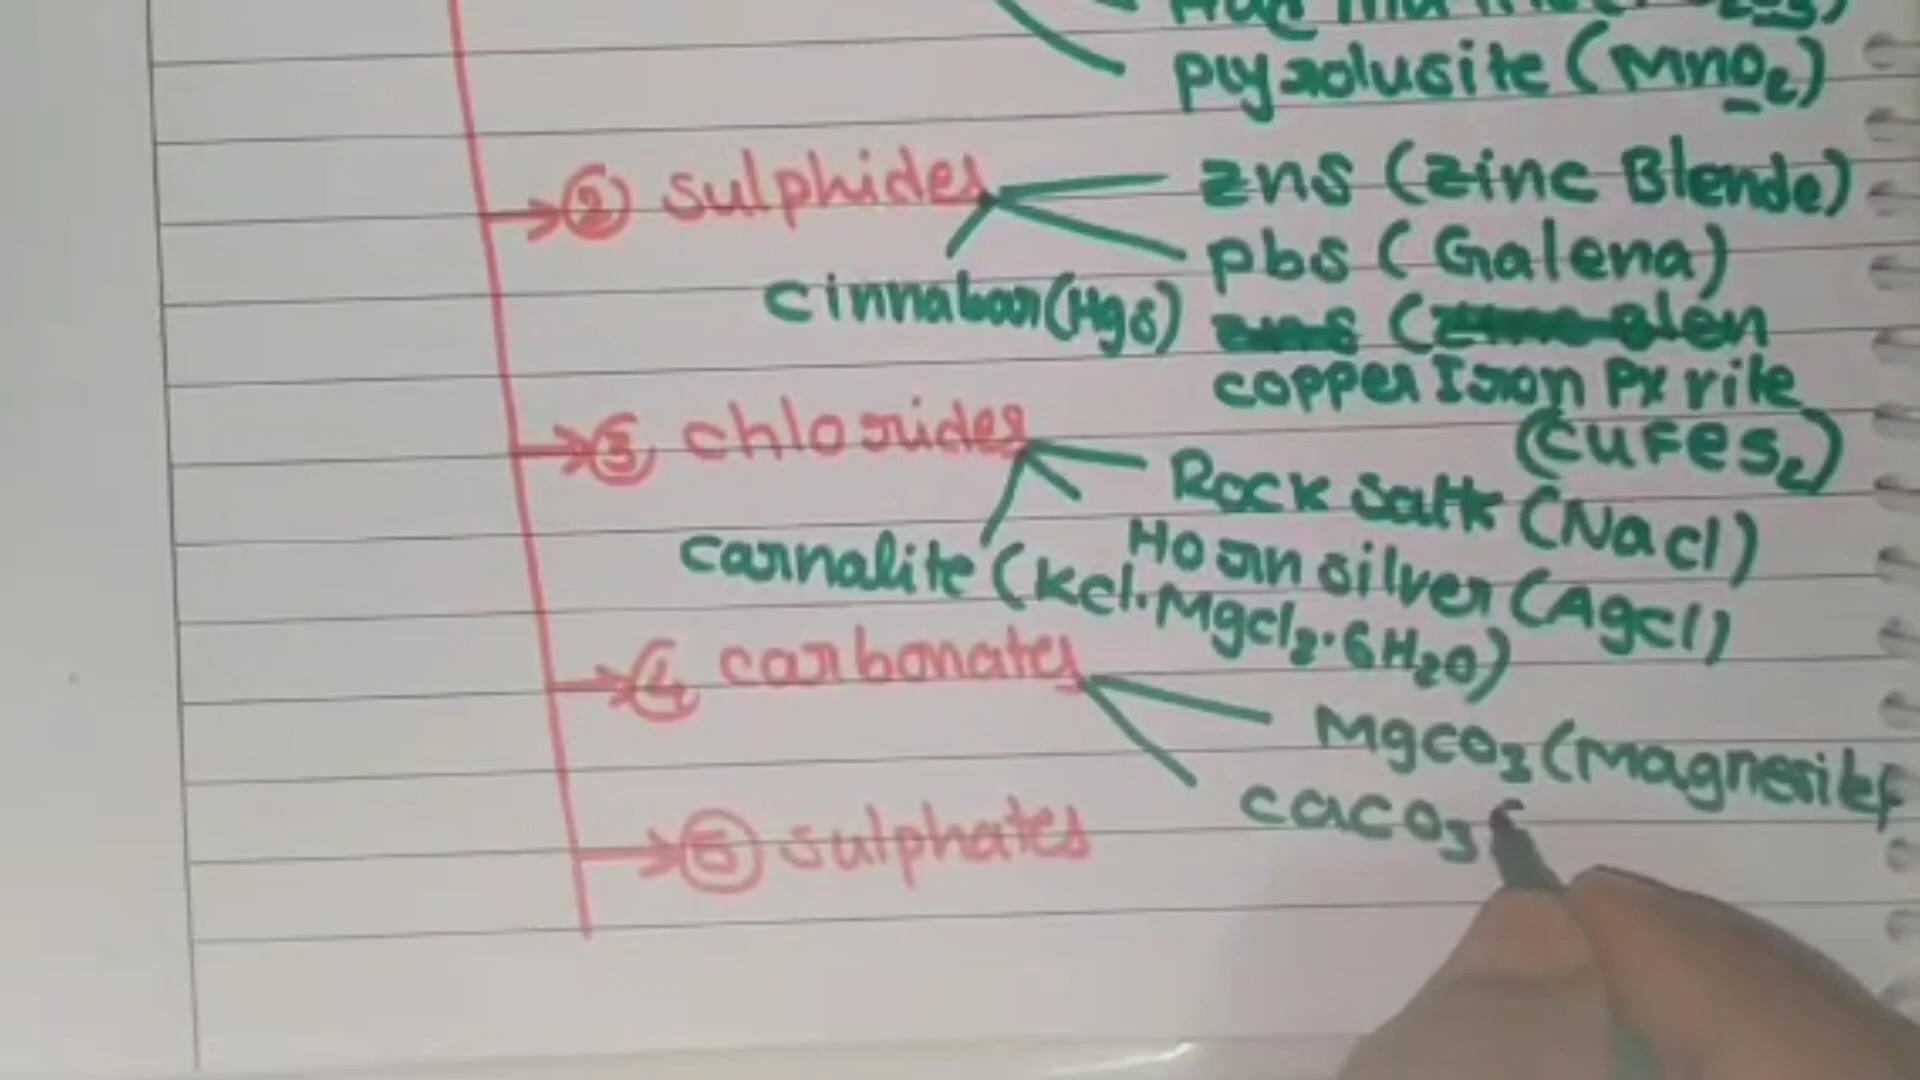 pyrolusite (MnO2)
② sulphides
zns (zinc Blende)
pbs (Galena)
cinnabar (Hgs)
copper Iron Pyrite
(CuFeS2)
③ chlorides
Rock salt (Nacl)
Horn silver (Agcl)
carnalite (Kcl.Mgcl2.6H2O)
④ carbonates
Mgco3 (Magnesite)
caco3 (
⑤ sulphates